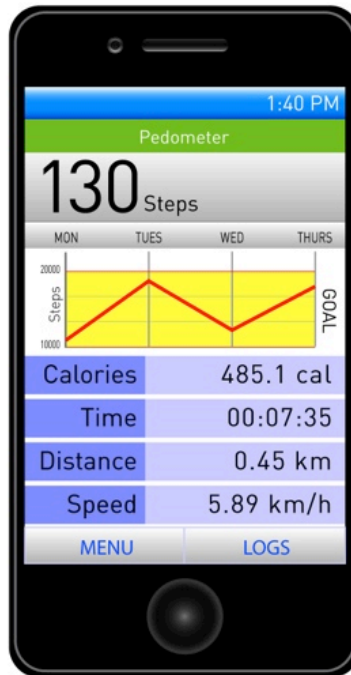 1:40 PM
Pedometer
130 Steps
MON TUES WED THURS
20000
Steps
10000
GOAL
Calories 485.1 cal
Time 00:07:35
Distance 0.45 km
Speed 5.89 km/h
MENU LOGS